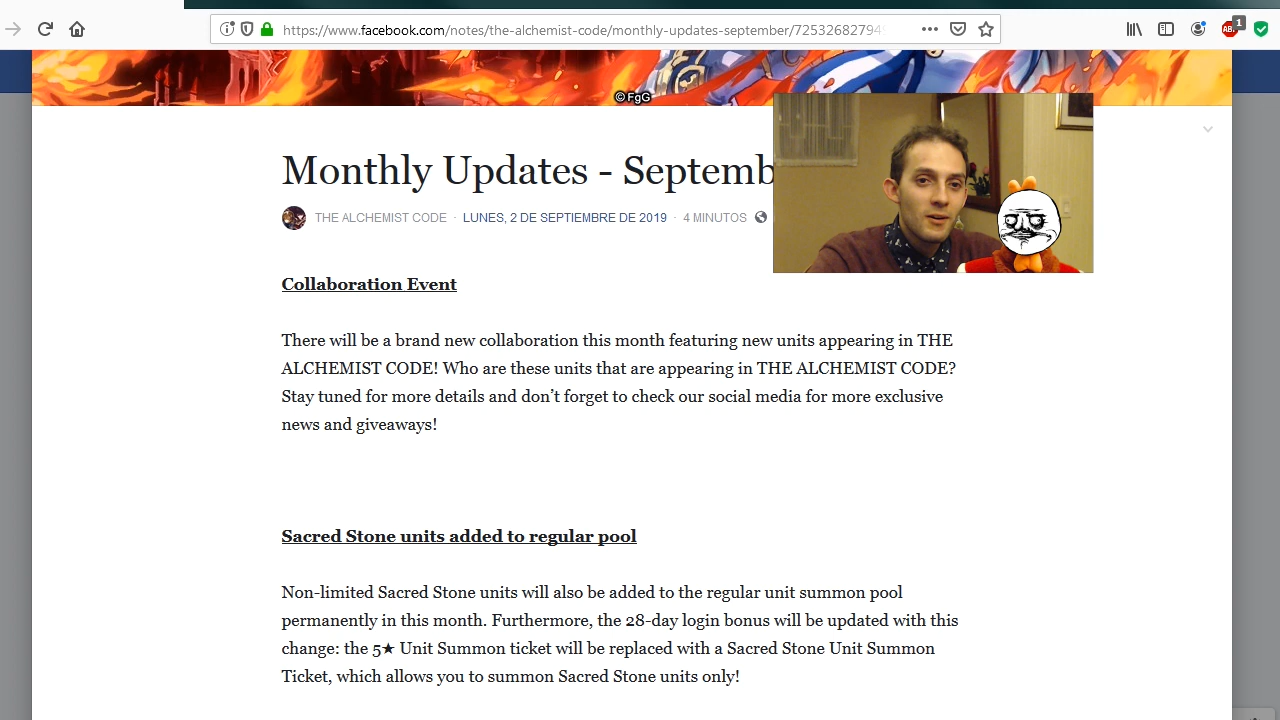 https://www.facebook.com/notes/the-alchemist-code/monthly-updates-september/72532682794
1
ABP
© FgG
Monthly Updates - Septemb
THE ALCHEMIST CODE · LUNES, 2 DE SEPTIEMBRE DE 2019 · 4 MINUTOS
Collaboration Event
There will be a brand new collaboration this month featuring new units appearing in THE
ALCHEMIST CODE! Who are these units that are appearing in THE ALCHEMIST CODE?
Stay tuned for more details and don’t forget to check our social media for more exclusive
news and giveaways!
Sacred Stone units added to regular pool
Non-limited Sacred Stone units will also be added to the regular unit summon pool
permanently in this month. Furthermore, the 28-day login bonus will be updated with this
change: the 5★ Unit Summon ticket will be replaced with a Sacred Stone Unit Summon
Ticket, which allows you to summon Sacred Stone units only!